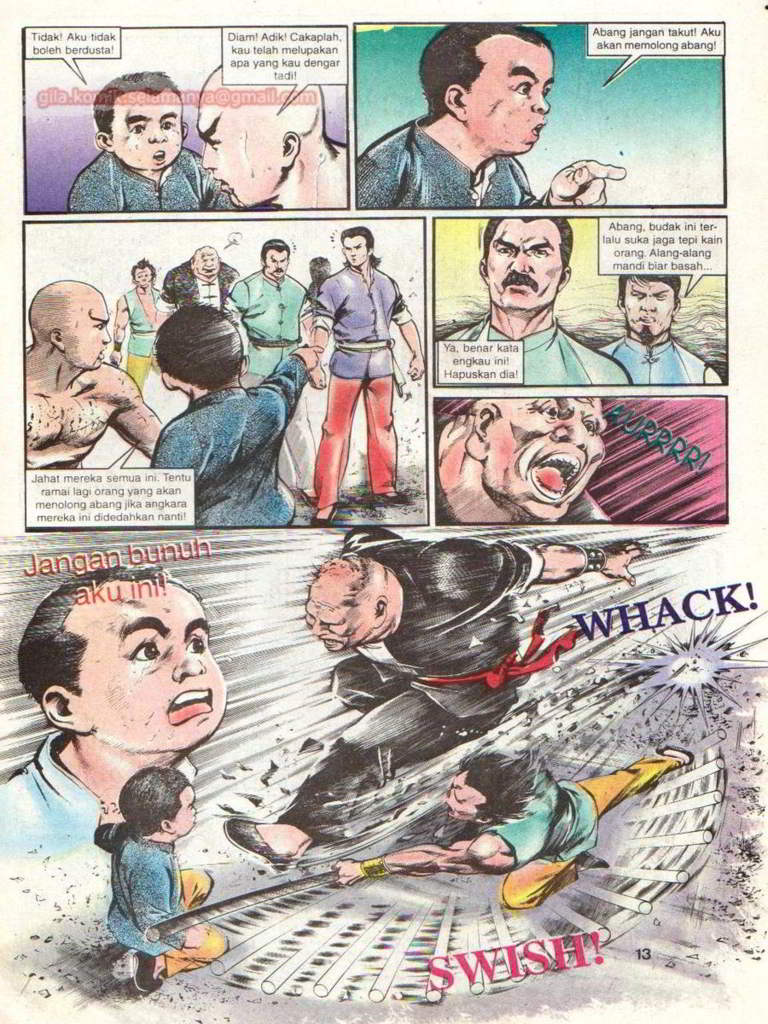 Tidak! Aku tidak
boleh berdusta!
Diam! Adik! Cakaplah,
kau telah melupakan
apa yang kau dengar
tadi!
gila.komik.selamanya@gmail.com
Abang jangan takut! Aku
akan memolong abang!
Jahat mereka semua ini. Tentu
ramai lagi orang yang akan
menolong abang jika angkara
mereka ini didedahkan nanti!
Abang, budak ini ter-
lalu suka jaga tepi kain
orang. Alang-alang
mandi biar basah...
Ya, benar kata
engkau ini!
Hapuskan dia!
AURRRR!
Jangan bunuh
aku ini!
WHACK!
SWISH!
13